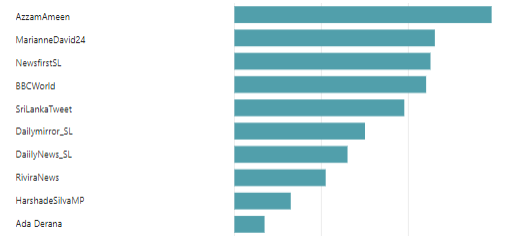 AzzamAmeen
MarianneDavid24
NewsfirstSL
BBCWorld
SriLankaTweet
Dailymirror_SL
DailyNews_SL
RiviraNews
HarshadeSilvaMP
Ada Derana